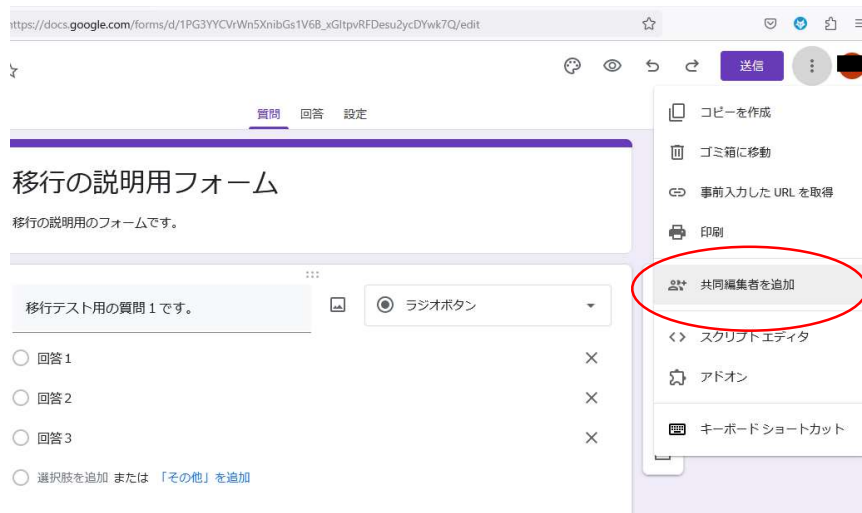 https://docs.google.com/forms/d/1PG3YYCVrWn5XnibGs1V6B_xGltpvRFDesu2ycDYwk7Q/edit
送信
質問 回答 設定
移行の説明用フォーム
移行の説明用のフォームです。
移行テスト用の質問１です。
ラジオボタン
回答1
回答2
回答3
選択肢を追加 または 「その他」を追加
コピーを作成
ゴミ箱に移動
事前入力した URL を取得
印刷
共同編集者を追加
スクリプト エディタ
アドオン
キーボード ショートカット